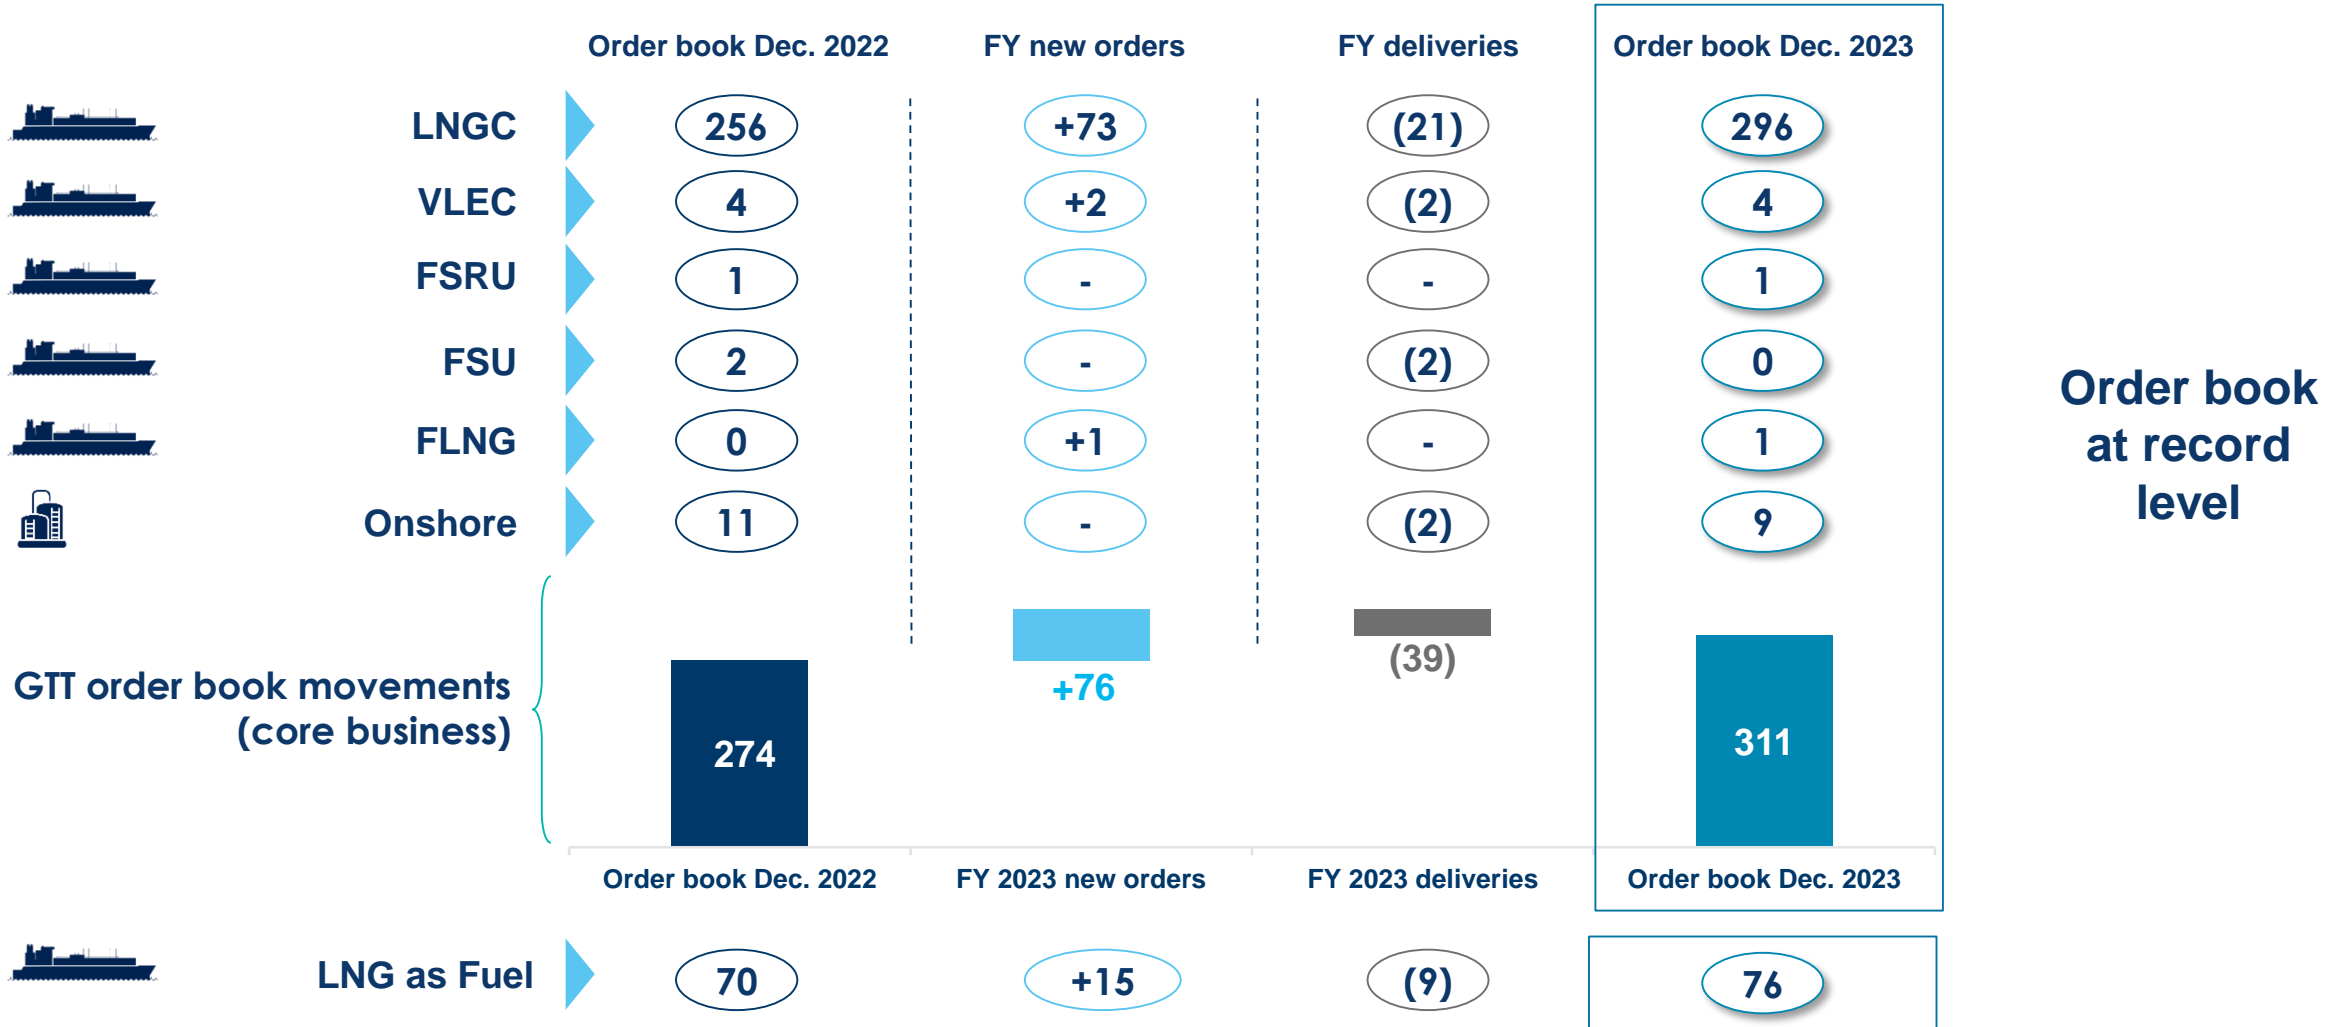 Order book Dec. 2022 FY new orders FY deliveries Order book Dec. 2023
LNGC 256 +73 (21) 296
VLEC 4 +2 (2) 4
FSRU 1 - - 1
FSU 2 - (2) 0
FLNG 0 +1 - 1
Onshore 11 - (2) 9
Order book
at record
level
GTT order book movements
(core business)
274 +76 (39) 311
Order book Dec. 2022 FY 2023 new orders FY 2023 deliveries Order book Dec. 2023
LNG as Fuel 70 +15 (9) 76